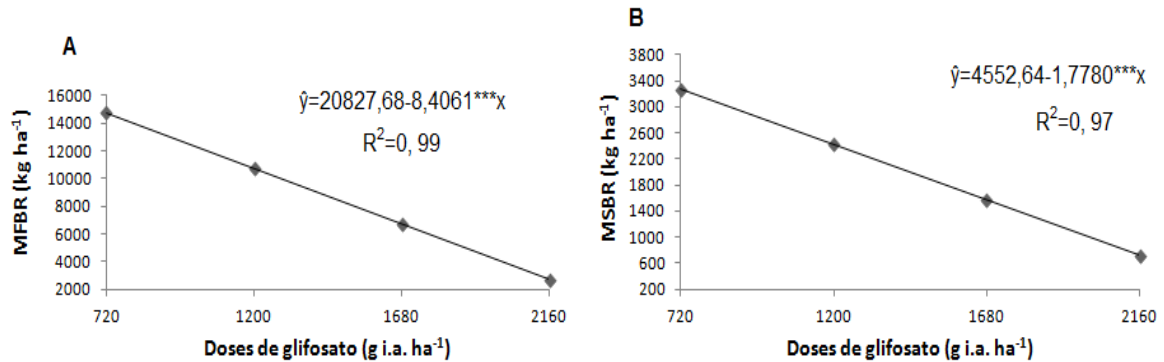 A
ŷ=20827,68-8,4061***x
R²=0, 99
MFBR (kg ha⁻¹)
16000
14000
12000
10000
8000
6000
4000
2000
720 1200 1680 2160
Doses de glifosato (g i.a. ha⁻¹)
B
ŷ=4552,64-1,7780***x
R²=0, 97
MSBR (kg ha⁻¹)
3800
3400
3000
2600
2200
1800
1400
1000
600
200
720 1200 1680 2160
Doses de glifosato (g i.a. ha⁻¹)